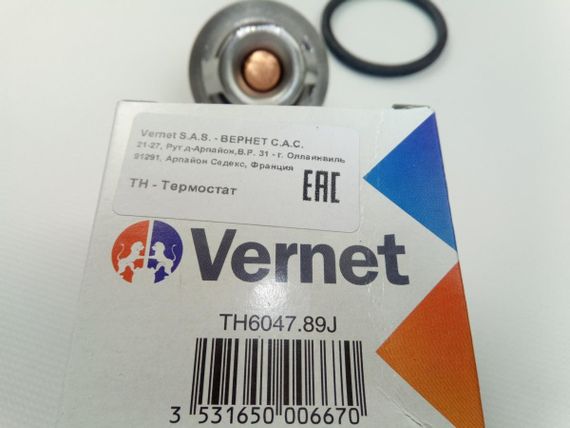 Vernet S.A.S. - ВЕРНЕТ С.А.С.
21-27, Рут д-Арпайон,B.P. 31 - г. Оллаинвиль
91291, Арпайон Седекс, Франция
ТН - Термостат
EAC
Vernet
TH6047.89J
3 531650 006670